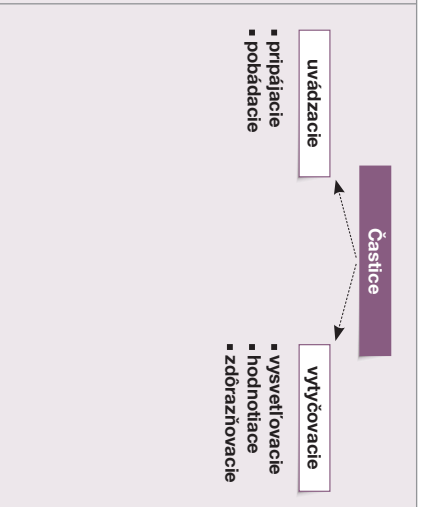 Častice
uvádzacie
▪ pripájacie
▪ pobádacie
vytyčovacie
▪ vysvetľovacie
▪ hodnotiace
▪ zdôrazňovacie